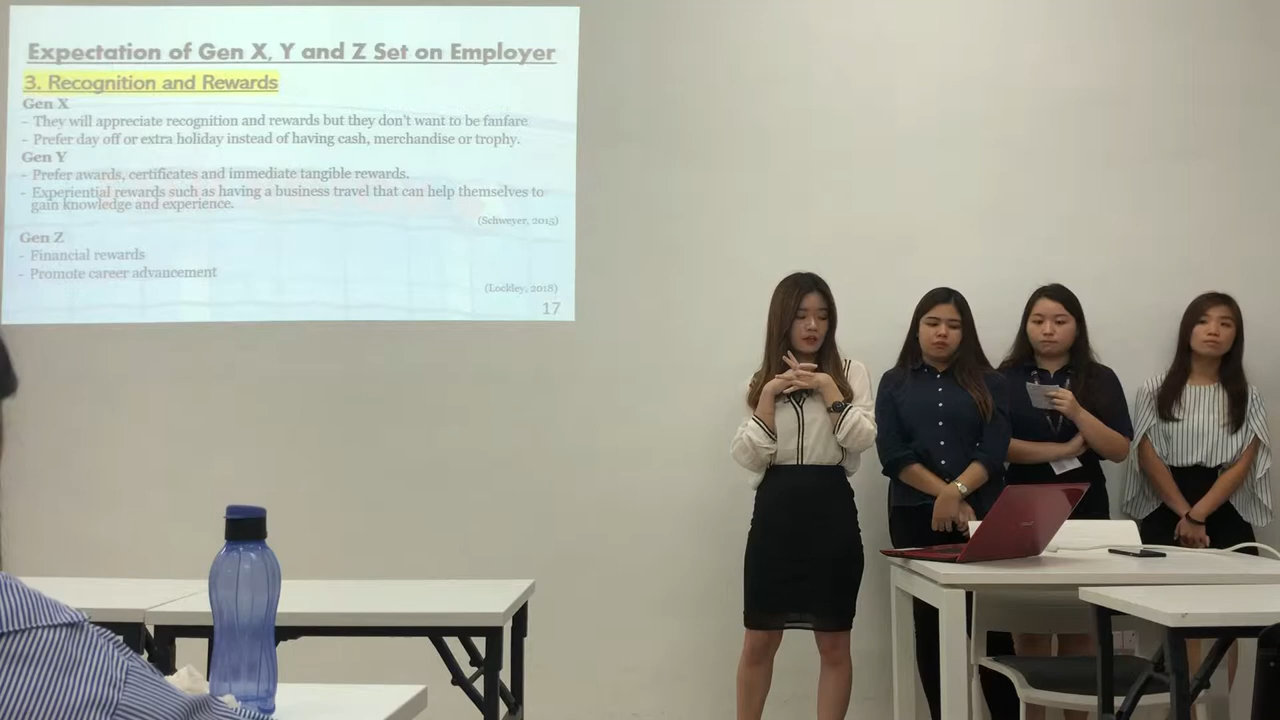 Expectation of Gen X, Y and Z Set on Employer
3. Recognition and Rewards
Gen X
- They will appreciate recognition and rewards but they don't want to be fanfare
- Prefer day off or extra holiday instead of having cash, merchandise or trophy.
Gen Y
- Prefer awards, certificates and immediate tangible rewards.
- Experiential rewards such as having a business travel that can help themselves to
gain knowledge and experience.
(Schweyer, 2015)
Gen Z
- Financial rewards
- Promote career advancement
(Lockley, 2018)
17